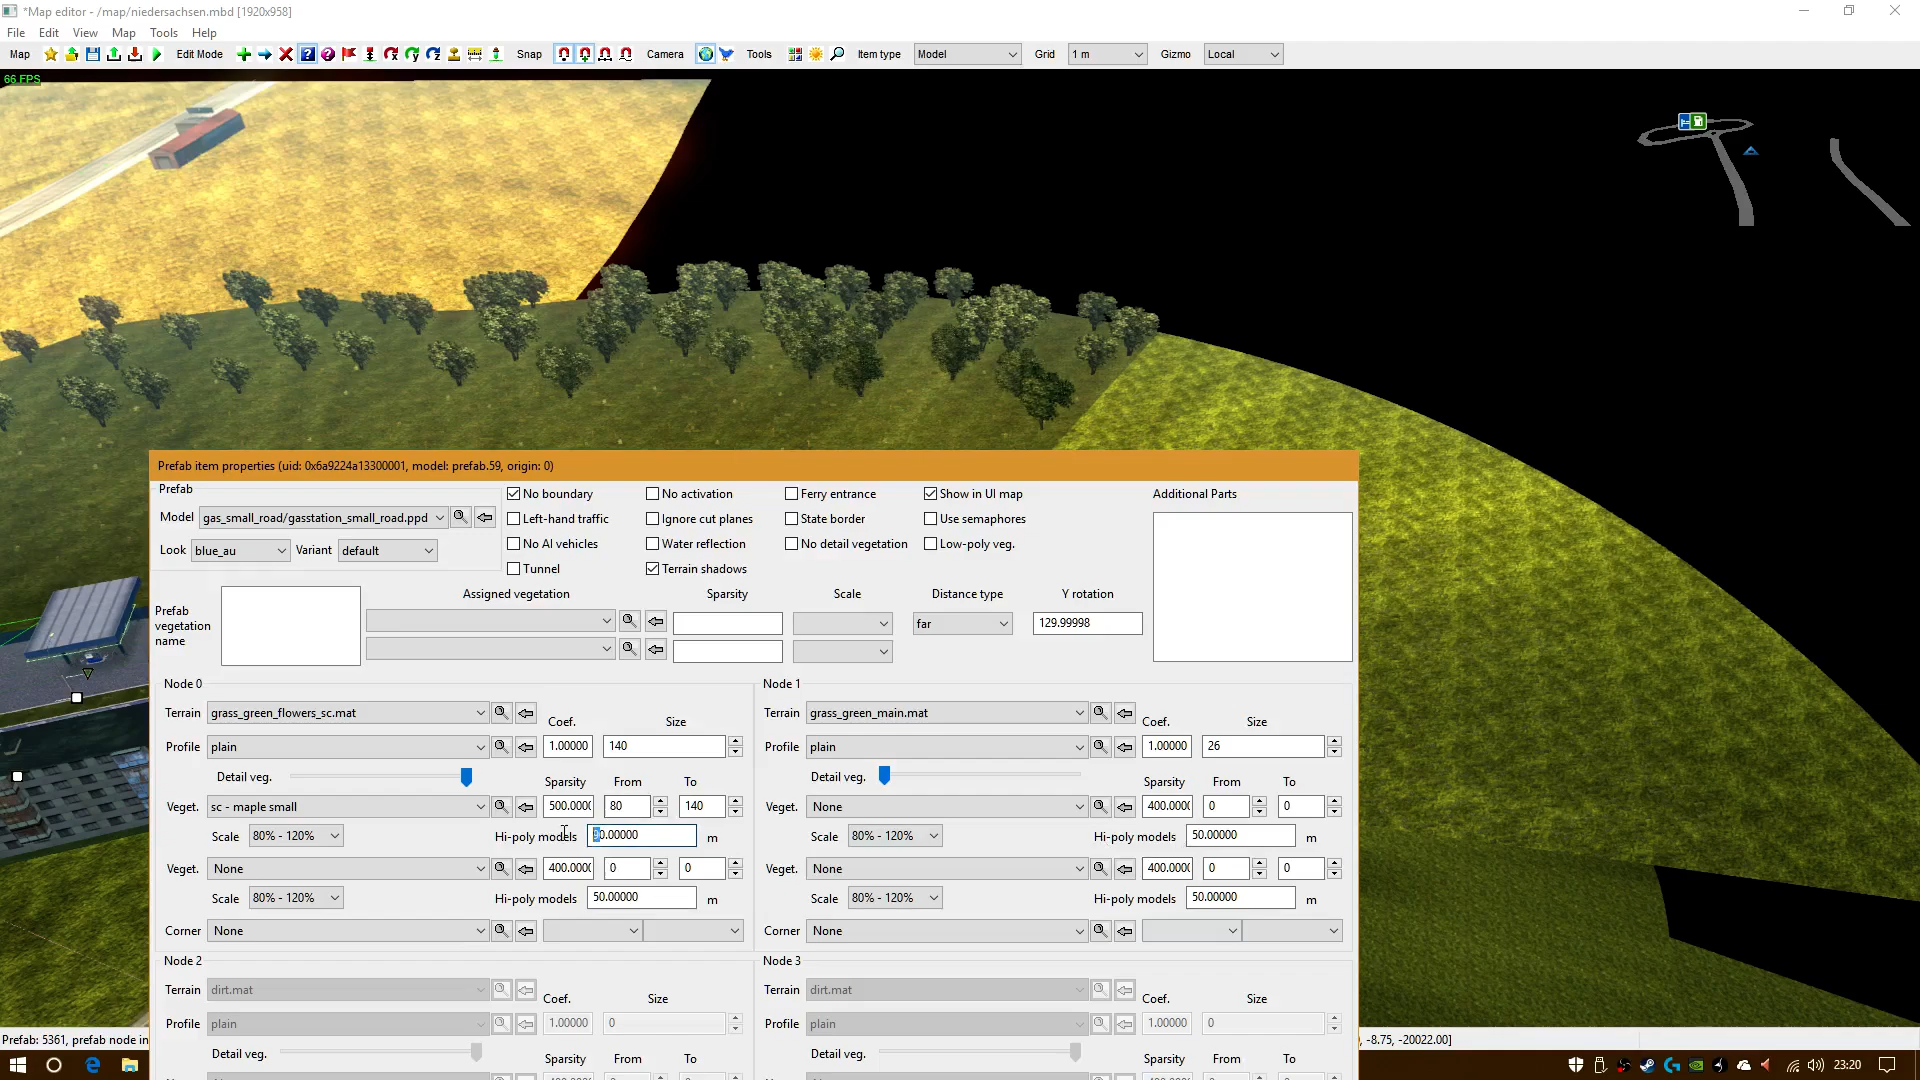 *Map editor - /map/niedersachsen.mbd [1920x958]
File Edit View Map Tools Help
Map Edit Mode Snap Camera Tools Item type Model Grid 1 m Gizmo Local
66 FPS
Prefab item properties (uid: 0x6a9224a13300001, model: prefab.59, origin: 0)
Prefab
Model gas_small_road/gasstation_small_road.ppd
Look blue_au Variant default
No boundary No activation Ferry entrance Show in UI map
Left-hand traffic Ignore cut planes State border Use semaphores
No AI vehicles Water reflection No detail vegetation Low-poly veg.
Tunnel Terrain shadows
Additional Parts
Prefab vegetation name
Assigned vegetation Sparsity Scale Distance type Y rotation
far 129.99998
Node 0
Terrain grass_green_flowers_sc.mat Coef. Size
Profile plain 1.00000 140
Detail veg. Sparsity From To
Veget. sc - maple small 500.000( 80 140
Scale 80% - 120% Hi-poly models 0.00000 m
Veget. None 400.000( 0 0
Scale 80% - 120% Hi-poly models 50.00000 m
Corner None
Node 1
Terrain grass_green_main.mat Coef. Size
Profile plain 1.00000 26
Detail veg. Sparsity From To
Veget. None 400.000( 0 0
Scale 80% - 120% Hi-poly models 50.00000 m
Veget. None 400.000( 0 0
Scale 80% - 120% Hi-poly models 50.00000 m
Corner None
Node 2
Terrain dirt.mat Coef. Size
Profile plain 1.00000 0
Detail veg. Sparsity From To
Node 3
Terrain dirt.mat Coef. Size
Profile plain 1.00000 0
Detail veg. Sparsity From To
Prefab: 5361, prefab node in
, -8.75, -20022.00]
23:20